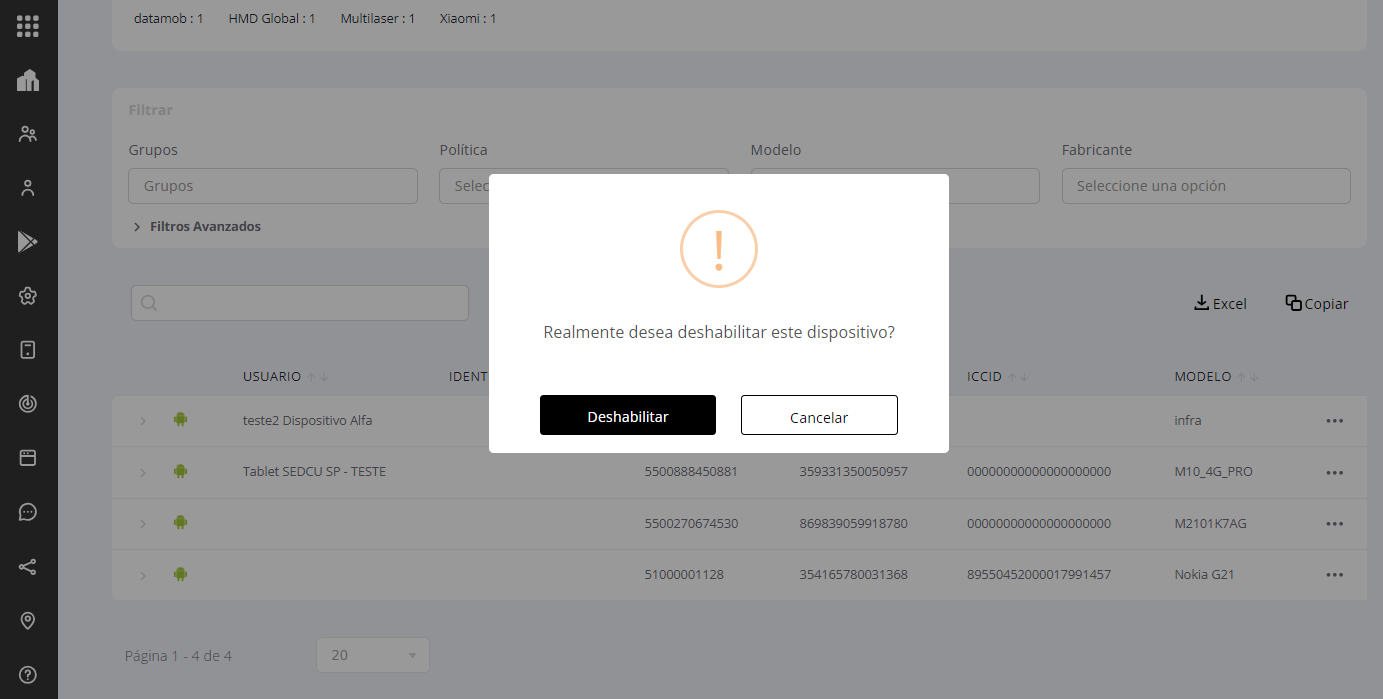 datamob : 1 HMD Global : 1 Multilaser : 1 Xiaomi : 1
Filtrar
Grupos Política Modelo Fabricante
Grupos Selec Seleccione una opción
Filtros Avanzados
!
Realmente desea deshabilitar este dispositivo?
Deshabilitar Cancelar
Excel Copiar
USUARIO IDENT ICCID MODELO
teste2 Dispositivo Alfa infra
Tablet SEDCU SP - TESTE 5500888450881 359331350050957 00000000000000000000 M10_4G_PRO
5500270674530 869839059918780 00000000000000000000 M2101K7AG
51000001128 354165780031368 89550452000017991457 Nokia G21
Página 1 - 4 de 4 20